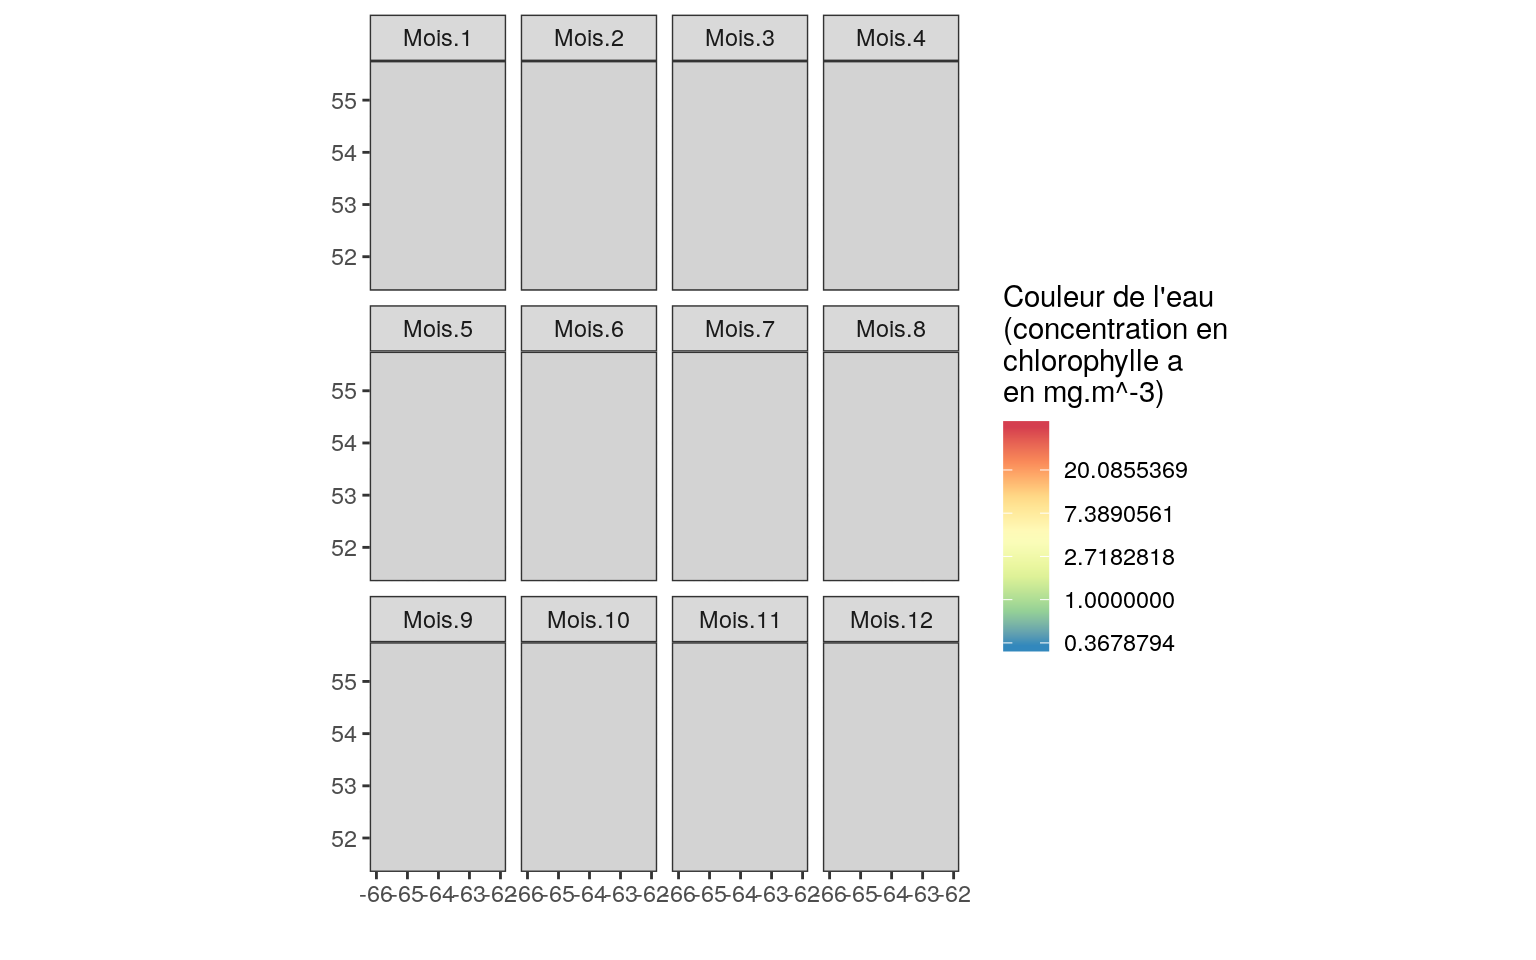 Mois.1 Mois.2 Mois.3 Mois.4
55
54
53
52
Mois.5 Mois.6 Mois.7 Mois.8
55
54
53
52
Mois.9 Mois.10 Mois.11 Mois.12
55
54
53
52
-66 -65 -64 -63 -62 -66 -65 -64 -63 -62 -66 -65 -64 -63 -62 -66 -65 -64 -63 -62
Couleur de l'eau
(concentration en
chlorophylle a
en mg.m^-3)
20.0855369
7.3890561
2.7182818
1.0000000
0.3678794